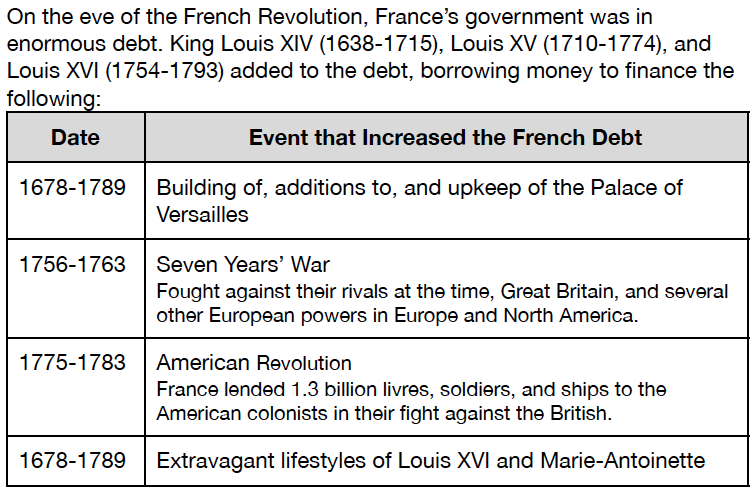 On the eve of the French Revolution, France's government was in
enormous debt. King Louis XIV (1638-1715), Louis XV (1710-1774), and
Louis XVI (1754-1793) added to the debt, borrowing money to finance the
following:
Date Event that Increased the French Debt
1678-1789 Building of, additions to, and upkeep of the Palace of
Versailles
1756-1763 Seven Years' War
Fought against their rivals at the time, Great Britain, and several
other European powers in Europe and North America.
1775-1783 American Revolution
France lended 1.3 billion livres, soldiers, and ships to the
American colonists in their fight against the British.
1678-1789 Extravagant lifestyles of Louis XVI and Marie-Antoinette